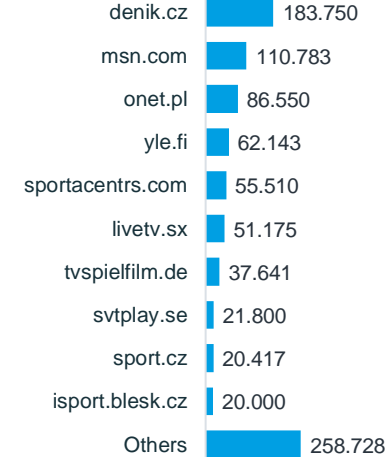 denik.cz 183.750
msn.com 110.783
onet.pl 86.550
yle.fi 62.143
sportacentrs.com 55.510
livetv.sx 51.175
tvspielfilm.de 37.641
svtplay.se 21.800
sport.cz 20.417
isport.blesk.cz 20.000
Others 258.728